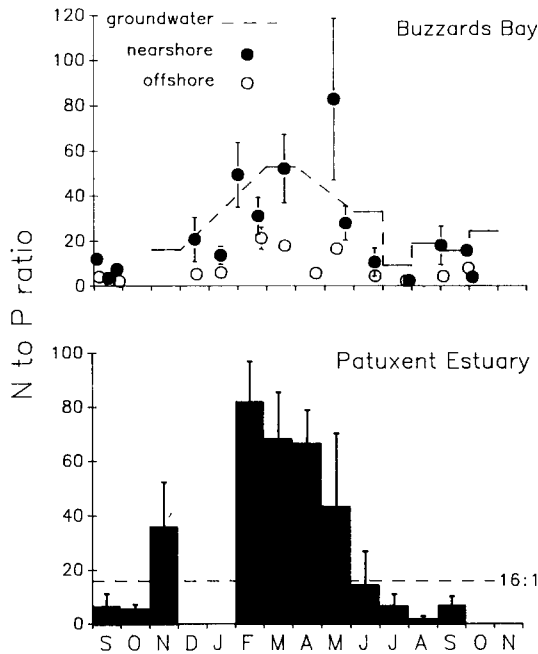 groundwater
nearshore
offshore
Buzzards Bay
120
100
80
60
40
20
0
N to P ratio
Patuxent Estuary
100
80
60
40
20
0
16:1
S O N D J F M A M J J A S O N